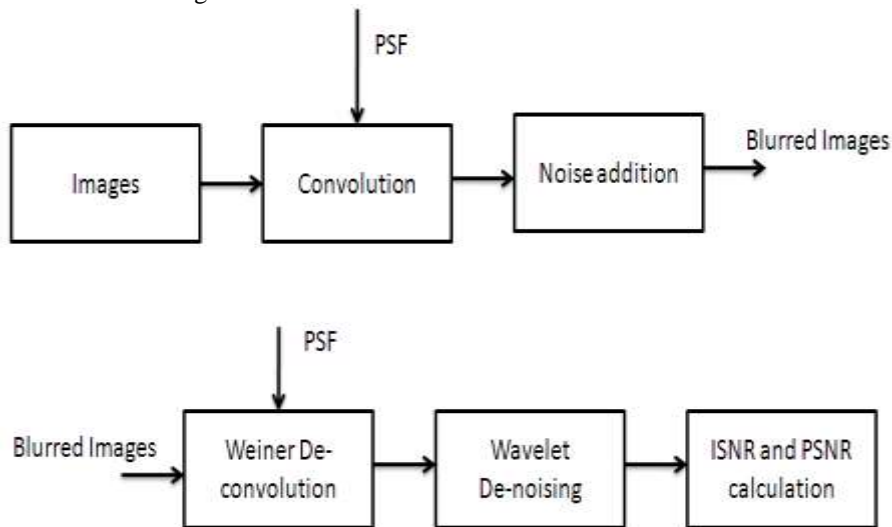 PSF
Images
Convolution
Noise addition
Blurred Images
PSF
Blurred Images
Weiner De-
convolution
Wavelet
De-noising
ISNR and PSNR
calculation